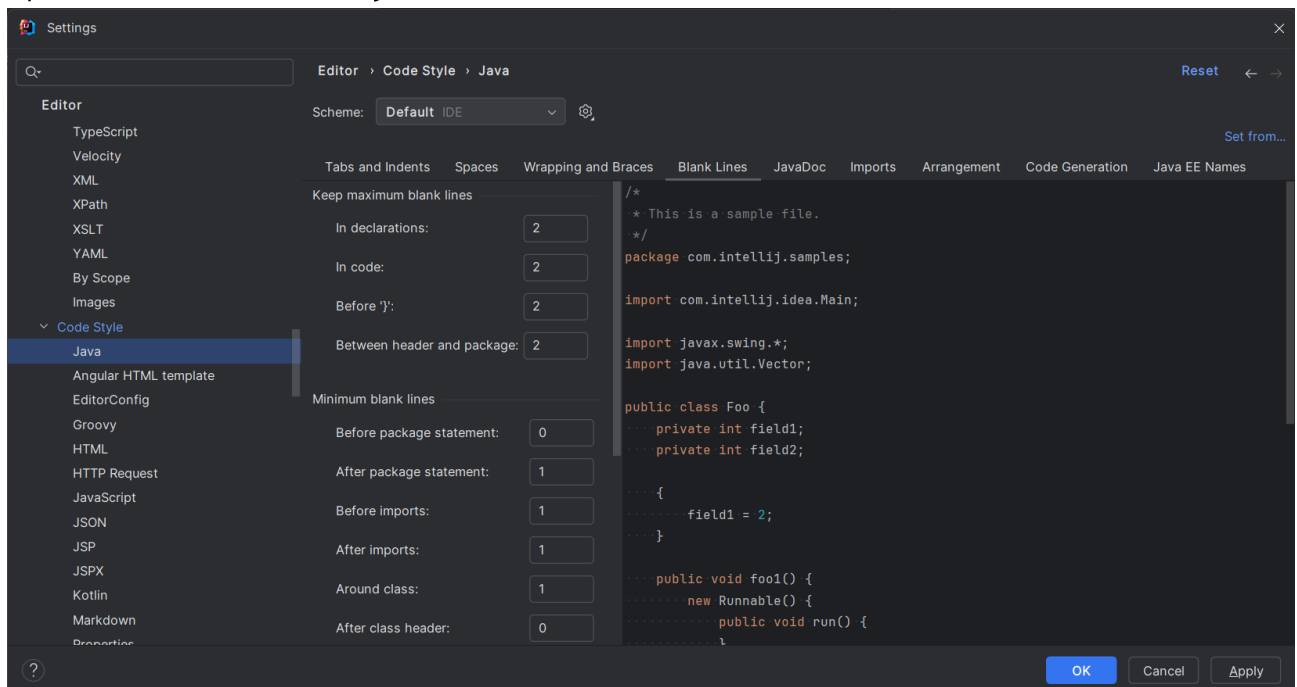 Settings
Editor › Code Style › Java
Reset
Editor
Scheme: Default IDE
TypeScript
Set from...
Velocity
XML
XPath
XSLT
YAML
By Scope
Images
Code Style
Java
Angular HTML template
EditorConfig
Groovy
HTML
HTTP Request
JavaScript
JSON
JSP
JSPX
Kotlin
Markdown
Properties
Tabs and Indents Spaces Wrapping and Braces Blank Lines JavaDoc Imports Arrangement Code Generation Java EE Names
Keep maximum blank lines
In declarations: 2
In code: 2
Before '}': 2
Between header and package: 2
Minimum blank lines
Before package statement: 0
After package statement: 1
Before imports: 1
After imports: 1
Around class: 1
After class header: 0
/*
 * This is a sample file.
 */
package com.intellij.samples;
import com.intellij.idea.Main;
import javax.swing.*;
import java.util.Vector;
public class Foo {
    private int field1;
    private int field2;
    {
        field1 = 2;
    }
    public void foo1() {
        new Runnable() {
            public void run() {
            }
?
OK Cancel Apply